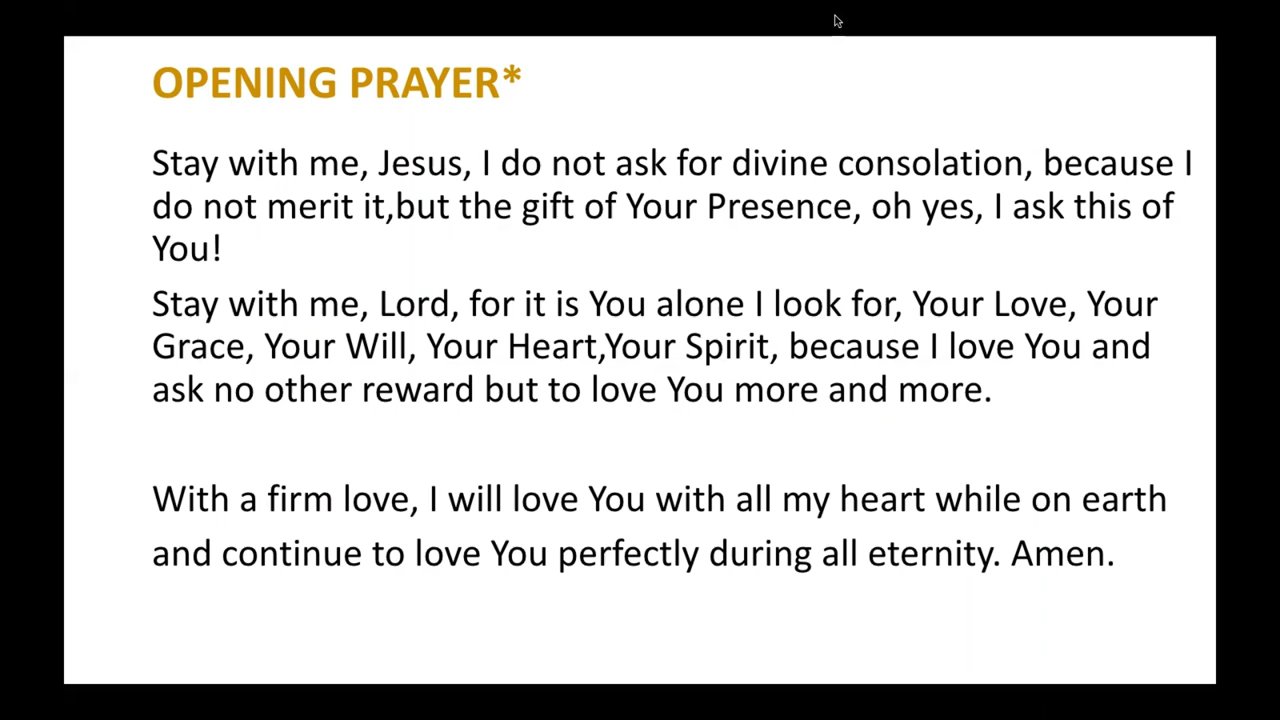 OPENING PRAYER*
Stay with me, Jesus, I do not ask for divine consolation, because I
do not merit it,but the gift of Your Presence, oh yes, I ask this of
You!
Stay with me, Lord, for it is You alone I look for, Your Love, Your
Grace, Your Will, Your Heart,Your Spirit, because I love You and
ask no other reward but to love You more and more.
With a firm love, I will love You with all my heart while on earth
and continue to love You perfectly during all eternity. Amen.